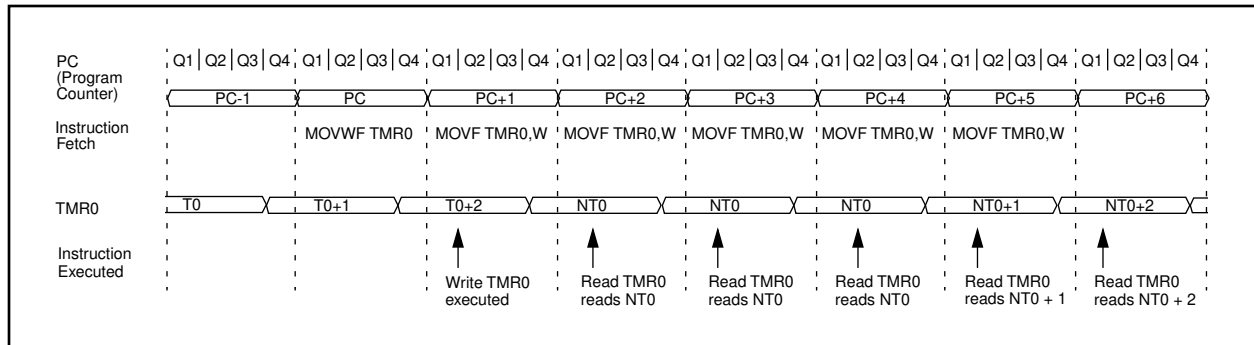 PC
(Program
Counter)
Q1 Q2 Q3 Q4 Q1 Q2 Q3 Q4 Q1 Q2 Q3 Q4 Q1 Q2 Q3 Q4 Q1 Q2 Q3 Q4 Q1 Q2 Q3 Q4 Q1 Q2 Q3 Q4 Q1 Q2 Q3 Q4
PC-1 PC PC+1 PC+2 PC+3 PC+4 PC+5 PC+6
Instruction
Fetch
MOVWF TMR0 MOVF TMR0,W MOVF TMR0,W MOVF TMR0,W MOVF TMR0,W MOVF TMR0,W
TMR0
T0 T0+1 T0+2 NT0 NT0 NT0 NT0+1 NT0+2
Instruction
Executed
Write TMR0
executed
Read TMR0
reads NT0
Read TMR0
reads NT0
Read TMR0
reads NT0
Read TMR0
reads NT0 + 1
Read TMR0
reads NT0 + 2